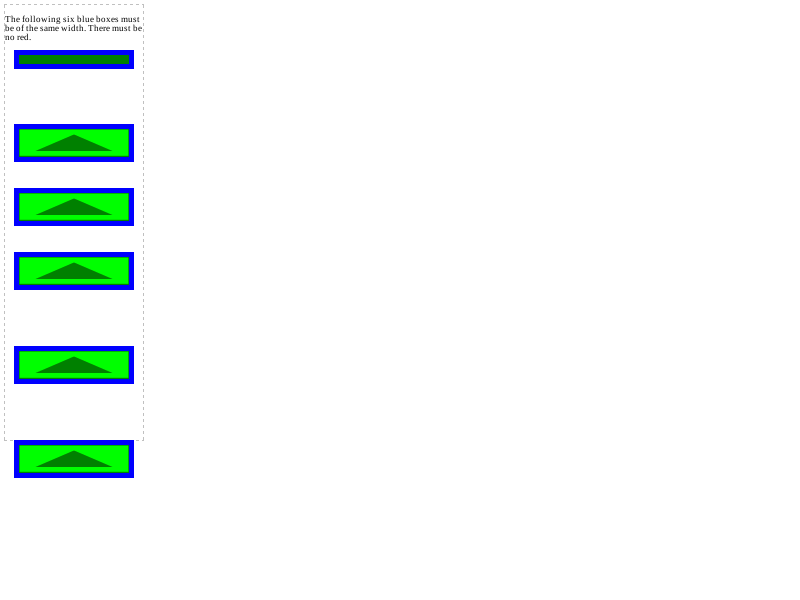 The following six blue boxes must
be of the same width. There must be
no red.